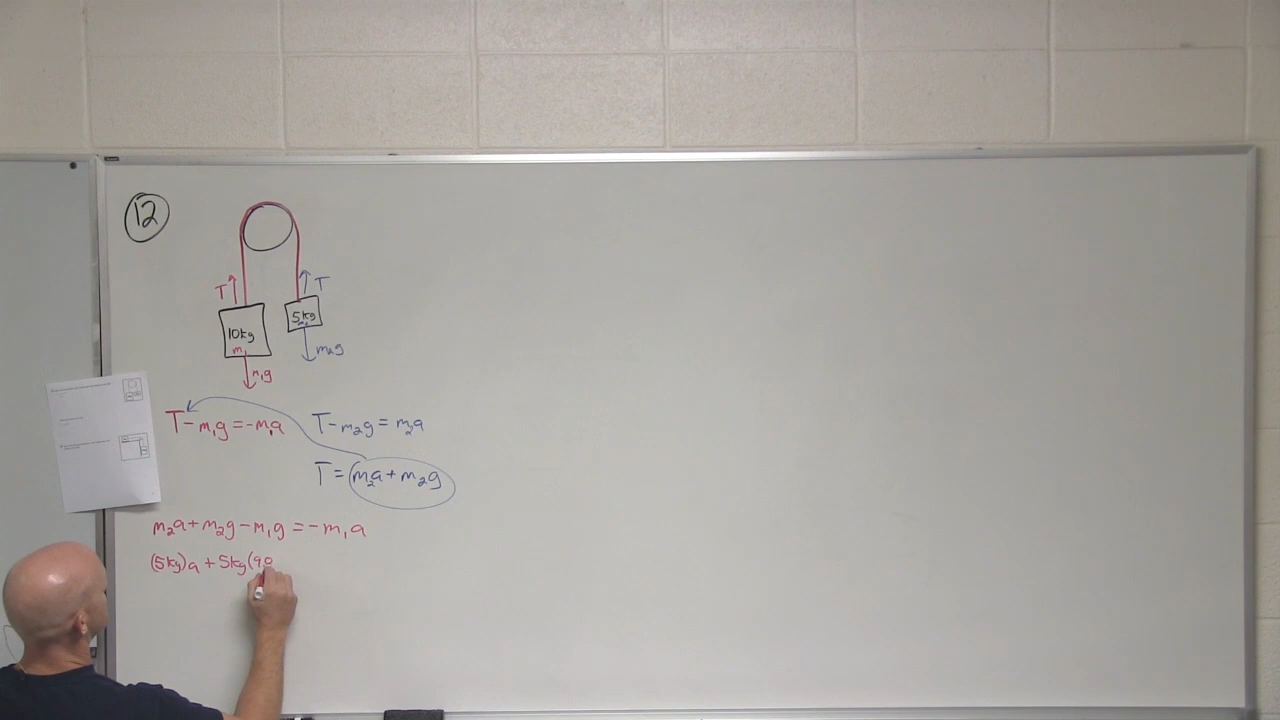 12
T T
10kg 5kg
m₁ m₂
m₂g
m₁g
T-m₁g=-m₁a T-m₂g=m₂a
T=(m₂a+m₂g
m₂a+m₂g-m₁g=-m₁a
(5kg)a+5kg(9.8